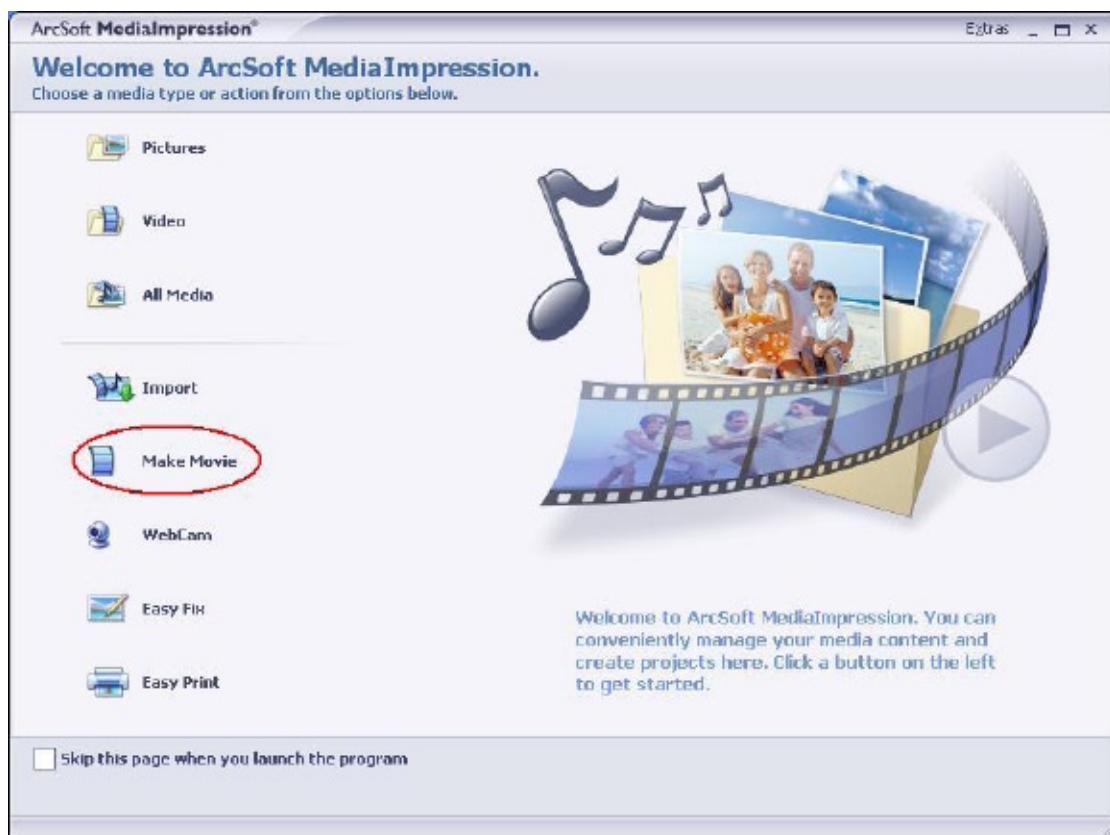 ArcSoft MediaImpression®
Extras
Welcome to ArcSoft MediaImpression.
Choose a media type or action from the options below.
Pictures
Video
All Media
Import
Make Movie
WebCam
Easy Fix
Easy Print
Welcome to ArcSoft MediaImpression. You can
conveniently manage your media content and
create projects here. Click a button on the left
to get started.
Skip this page when you launch the program